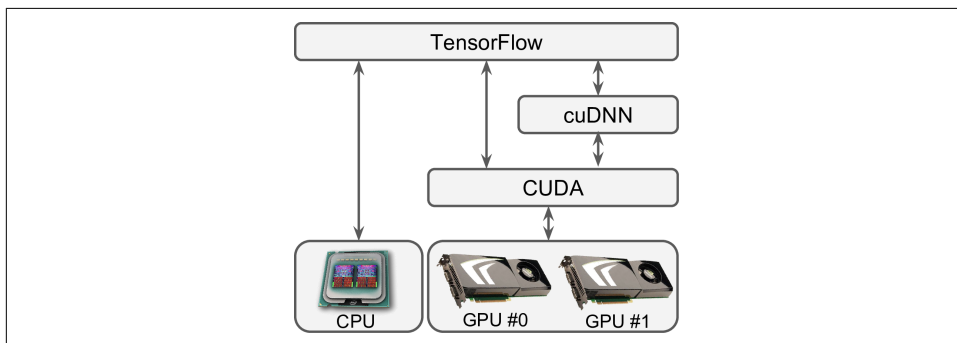 TensorFlow
cuDNN
CUDA
CPU
GPU #0
GPU #1